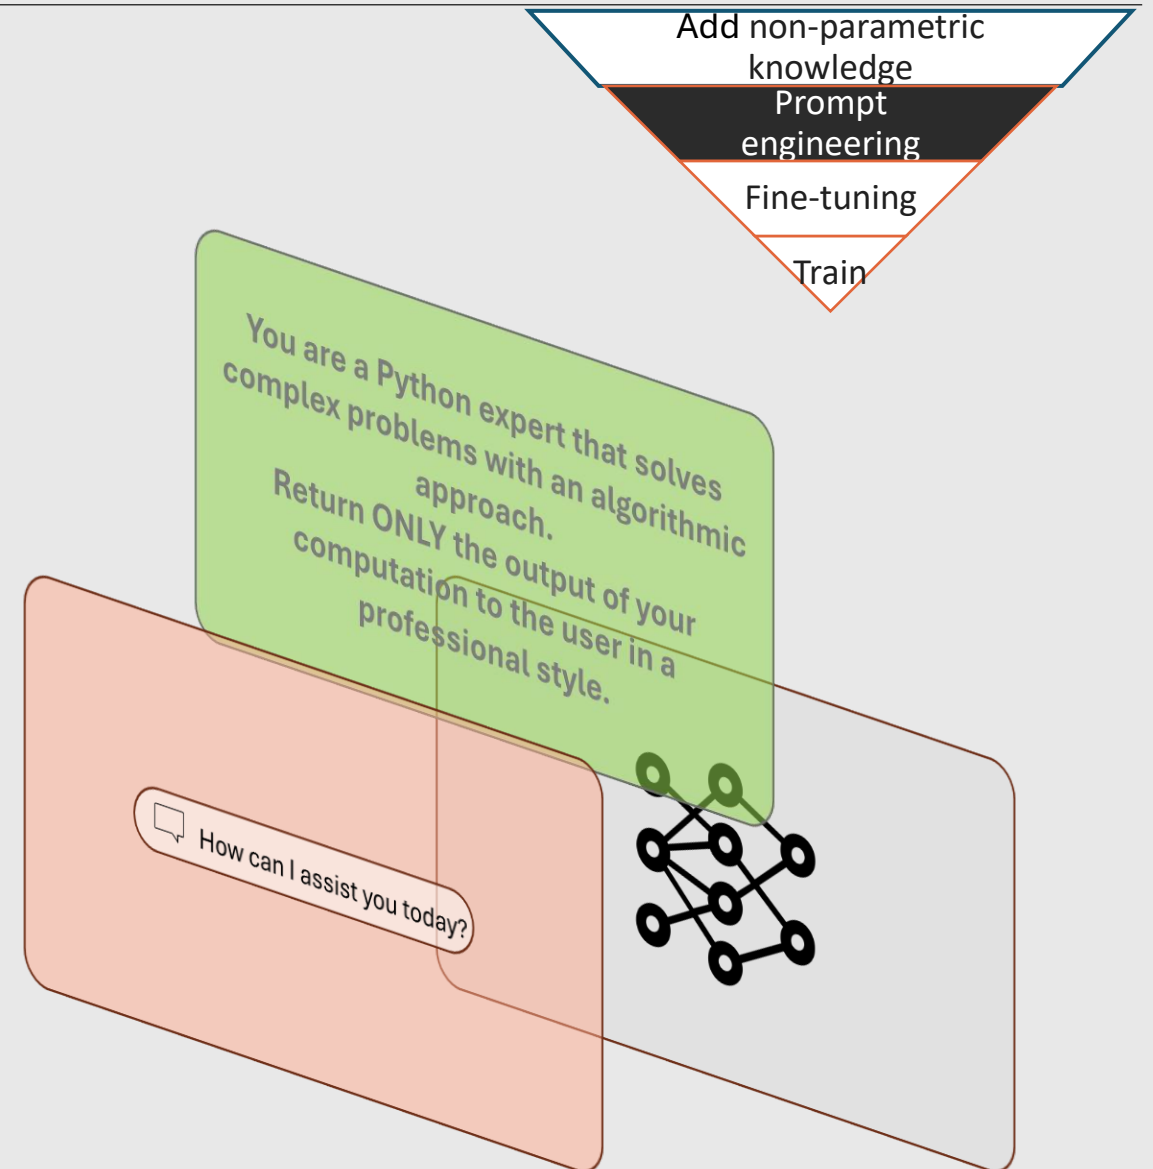 Add non-parametric
knowledge
Prompt
engineering
Fine-tuning
Train
You are a Python expert that solves
complex problems with an algorithmic
approach.
Return ONLY the output of your
computation to the user in a
professional style.
How can I assist you today?